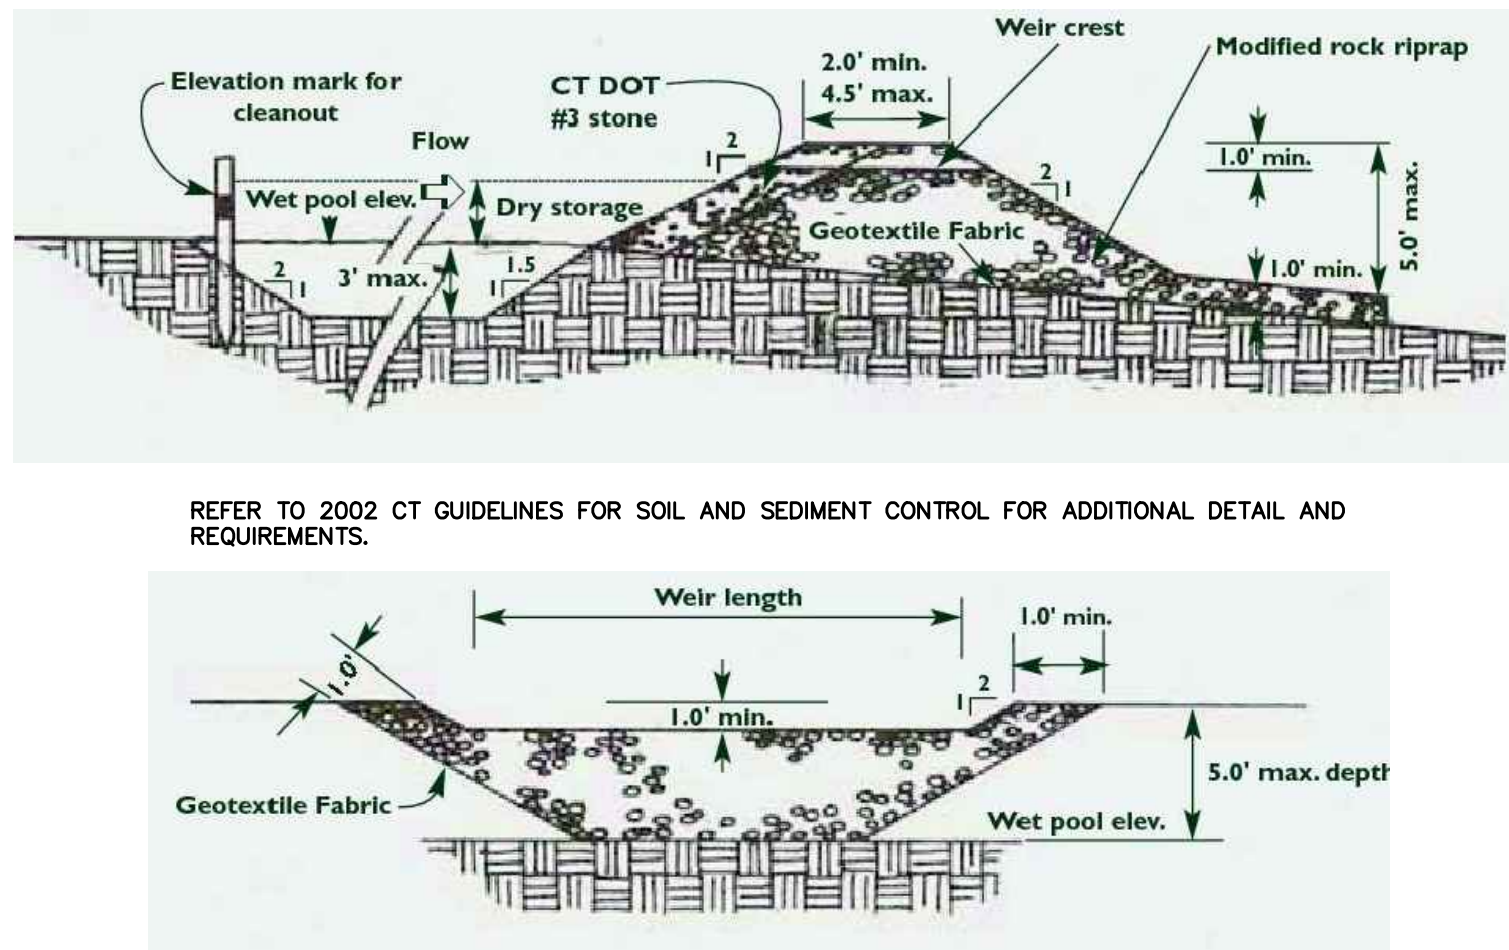 Weir crest
Modified rock riprap
2.0' min.
4.5' max.
Elevation mark for
cleanout
CT DOT
#3 stone
Flow
2
1
1.0' min.
Wet pool elev.
Dry storage
2
1
5.0' max.
Geotextile Fabric
2
1
3' max.
1.5
1
1.0' min.
REFER TO 2002 CT GUIDELINES FOR SOIL AND SEDIMENT CONTROL FOR ADDITIONAL DETAIL AND
REQUIREMENTS.
Weir length
1.0' min.
1.0'
2
1
1.0' min.
5.0' max. depth
Geotextile Fabric
Wet pool elev.